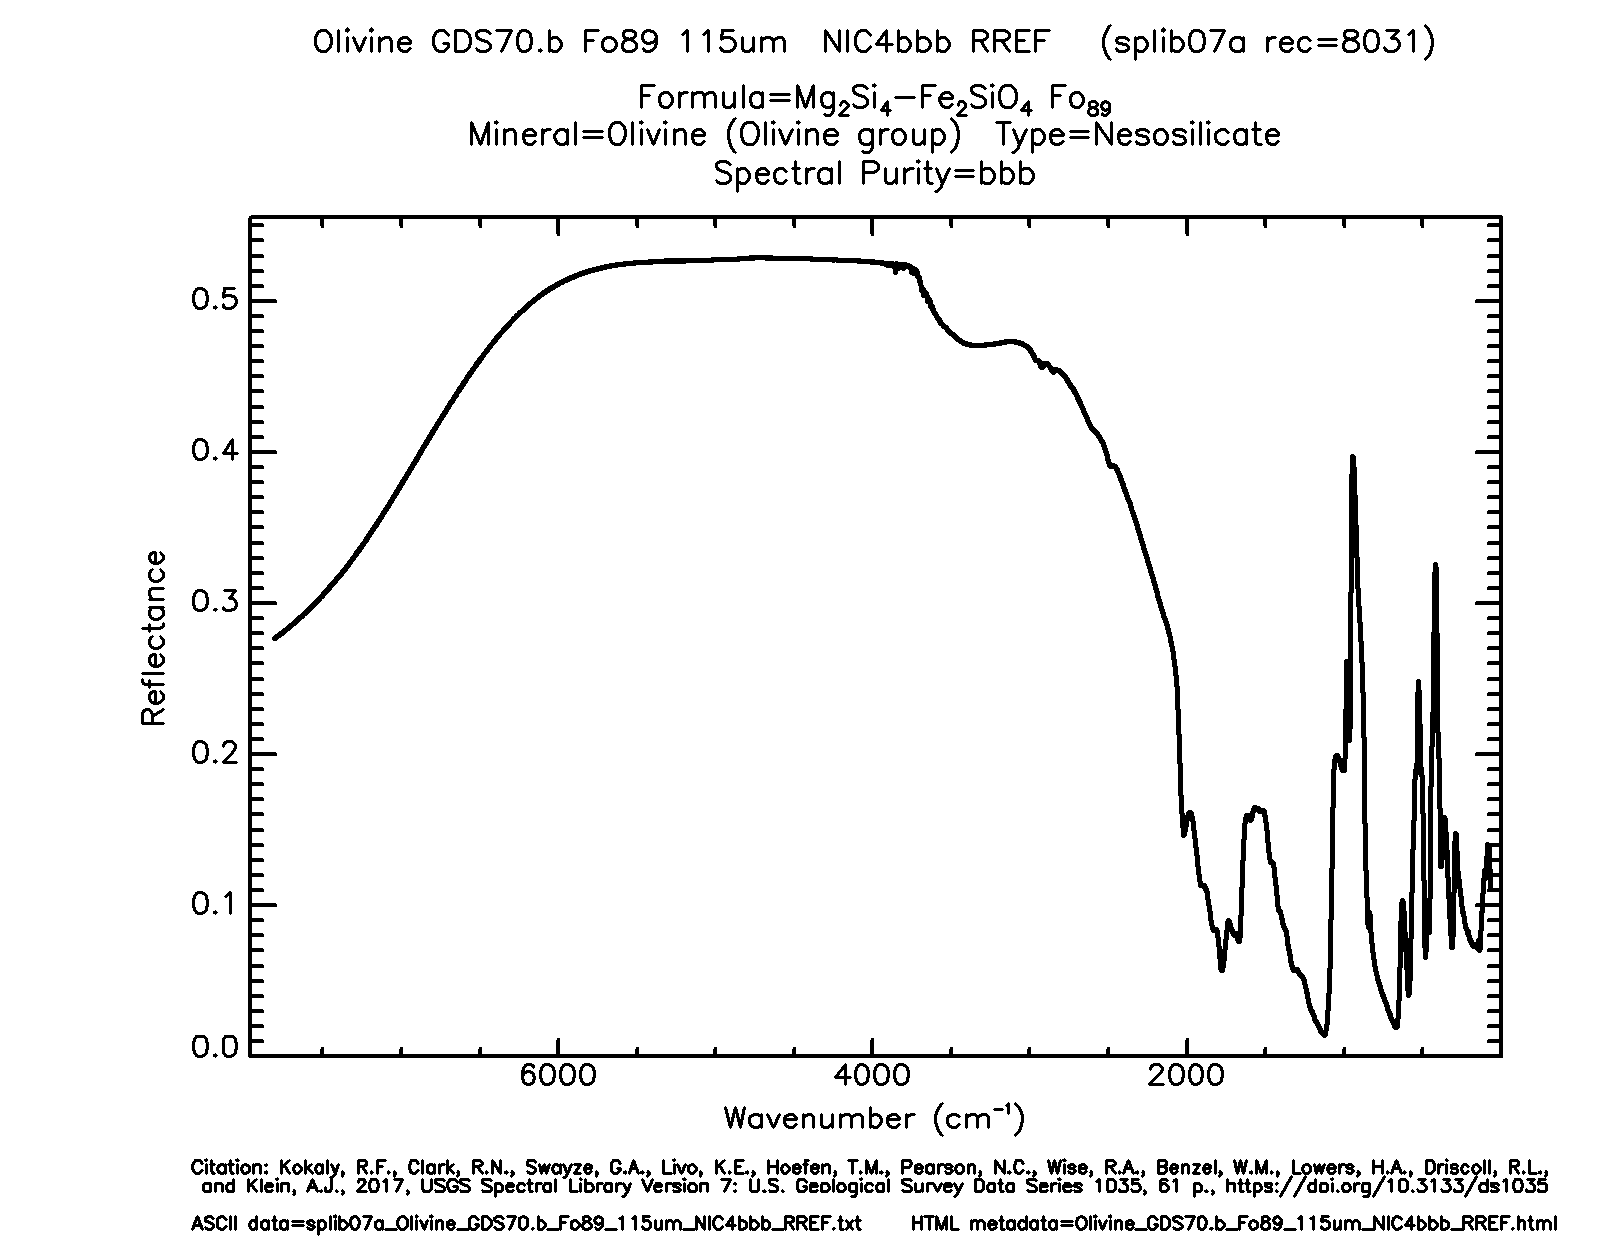 Olivine GDS70.b Fo89 115um NIC4bbb RREF (splib07a rec=8031)
Formula=Mg₂Si₄−Fe₂SiO₄ Fo₈₉
Mineral=Olivine (Olivine group) Type=Nesosilicate
Spectral Purity=bbb
0.5
0.4
0.3
0.2
0.1
0.0
Reflectance
6000 4000 2000
Wavenumber (cm⁻¹)
Citation: Kokaly, R.F., Clark, R.N., Swayze, G.A., Livo, K.E., Hoefen, T.M., Pearson, N.C., Wise, R.A., Benzel, W.M., Lowers, H.A., Driscoll, R.L.,
and Klein, A.J., 2017, USGS Spectral Library Version 7: U.S. Geological Survey Data Series 1035, 61 p., https://doi.org/10.3133/ds1035
ASCII data=splib07a_Olivine_GDS70.b_Fo89_115um_NIC4bbb_RREF.txt HTML metadata=Olivine_GDS70.b_Fo89_115um_NIC4bbb_RREF.html